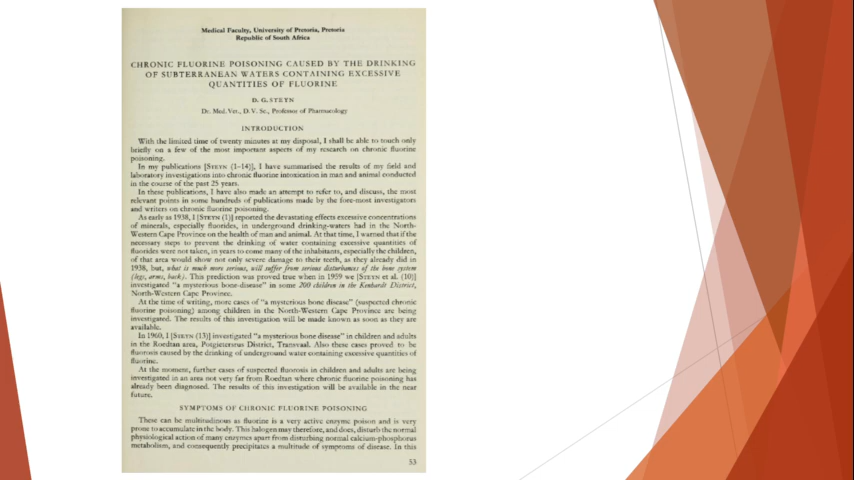 Medical Faculty, University of Pretoria, Pretoria
Republic of South Africa
CHRONIC FLUORINE POISONING CAUSED BY THE DRINKING
OF SUBTERRANEAN WATERS CONTAINING EXCESSIVE
QUANTITIES OF FLUORINE
D. G. STEYN
Dr. Med. Vet., D. V. Sc., Professor of Pharmacology
INTRODUCTION
With the limited time of twenty minutes at my disposal, I shall be able to touch only
briefly on a few of the most important aspects of my research on chronic fluorine
poisoning.
In my publications [STEYN (1–14)], I have summarised the results of my field and
laboratory investigations into chronic fluorine intoxication in man and animal conducted
in the course of the past 25 years.
In these publications, I have also made an attempt to refer to, and discuss, the most
relevant points in some hundreds of publications made by the fore-most investigators
and writers on chronic fluorine poisoning.
As early as 1938, I [STEYN (1)] reported the devastating effects excessive concentrations
of minerals, especially fluorides, in underground drinking-waters had in the North-
Western Cape Province on the health of man and animal. At that time, I warned that if the
necessary steps to prevent the drinking of water containing excessive quantities of
fluorides were not taken, in years to come many of the inhabitants, especially the children,
of that area would show not only severe damage to their teeth, as they already did in
1938, but, what is much more serious, will suffer from serious disturbances of the bone system
(legs, arms, back). This prediction was proved true when in 1959 we [STEYN et al. (10)]
investigated "a mysterious bone-disease" in some 200 children in the Kenhardt District,
North-Western Cape Province.
At the time of writing, more cases of "a mysterious bone disease" (suspected chronic
fluorine poisoning) among children in the North-Western Cape Province are being
investigated. The results of this investigation will be made known as soon as they are
available.
In 1960, I [STEYN (13)] investigated "a mysterious bone disease" in children and adults
in the Roedtan area, Potgietersrus District, Transvaal. Also these cases proved to be
fluorosis caused by the drinking of underground water containing excessive quantities of
fluorine.
At the moment, further cases of suspected fluorosis in children and adults are being
investigated in an area not very far from Roedtan where chronic fluorine poisoning has
already been diagnosed. The results of this investigation will be available in the near
future.
SYMPTOMS OF CHRONIC FLUORINE POISONING
These can be multitudinous as fluorine is a very active enzyme poison and is very
prone to accumulate in the body. This halogen may therefore, and does, disturb the normal
physiological action of many enzymes apart from disturbing normal calcium-phosphorus
metabolism, and consequently precipitates a multitude of symptoms of disease. In this
53